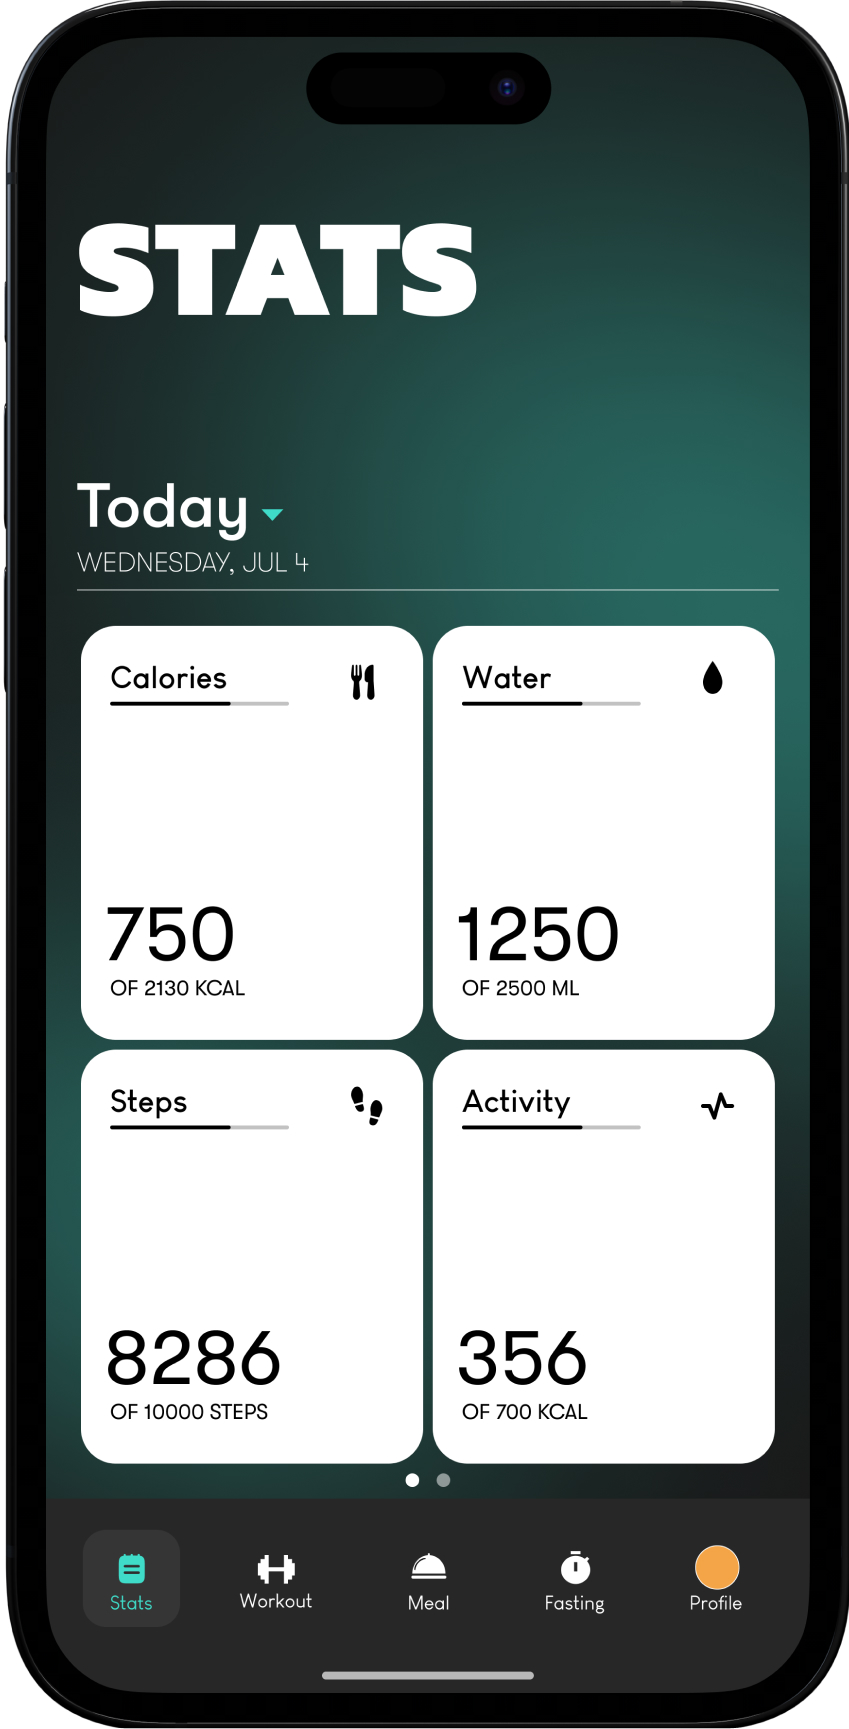 STATS
Today
WEDNESDAY, JUL 4
Calories
Water
750
1250
OF 2130 KCAL
OF 2500 ML
Steps
Activity
8286
356
OF 10000 STEPS
OF 700 KCAL
Stats
Workout
Meal
Fasting
Profile